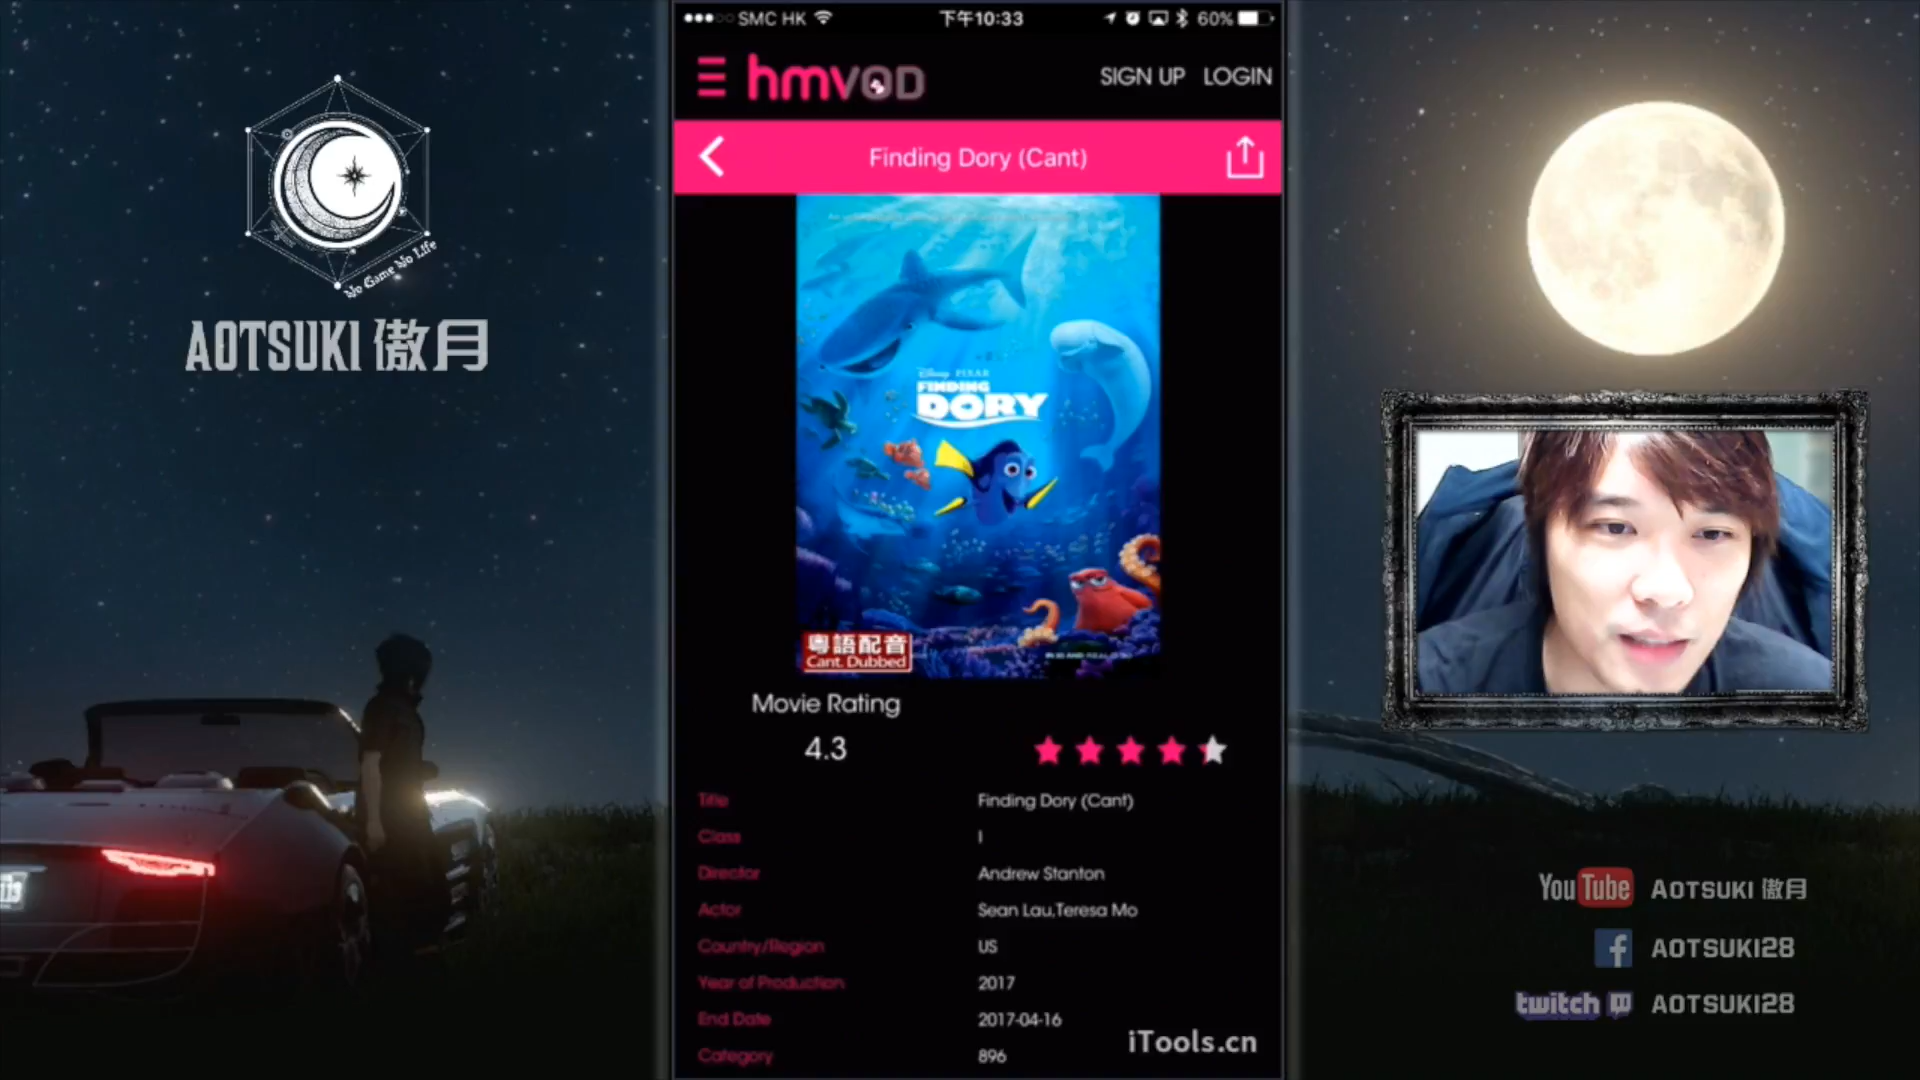 SMC HK
下午10:33
60%
hmvod
SIGN UP LOGIN
Finding Dory (Cant)
No Game No Life
AOTSUKI 傲月
Disney PIXAR
FINDING
DORY
粵語配音
Cant. Dubbed
Movie Rating
4.3
Title Finding Dory (Cant)
Class I
Director Andrew Stanton
Actor Sean Lau,Teresa Mo
Country/Region US
Year of Production 2017
End Date 2017-04-16
Category 896
iTools.cn
YouTube AOTSUKI 傲月
f AOTSUKI28
twitch AOTSUKI28